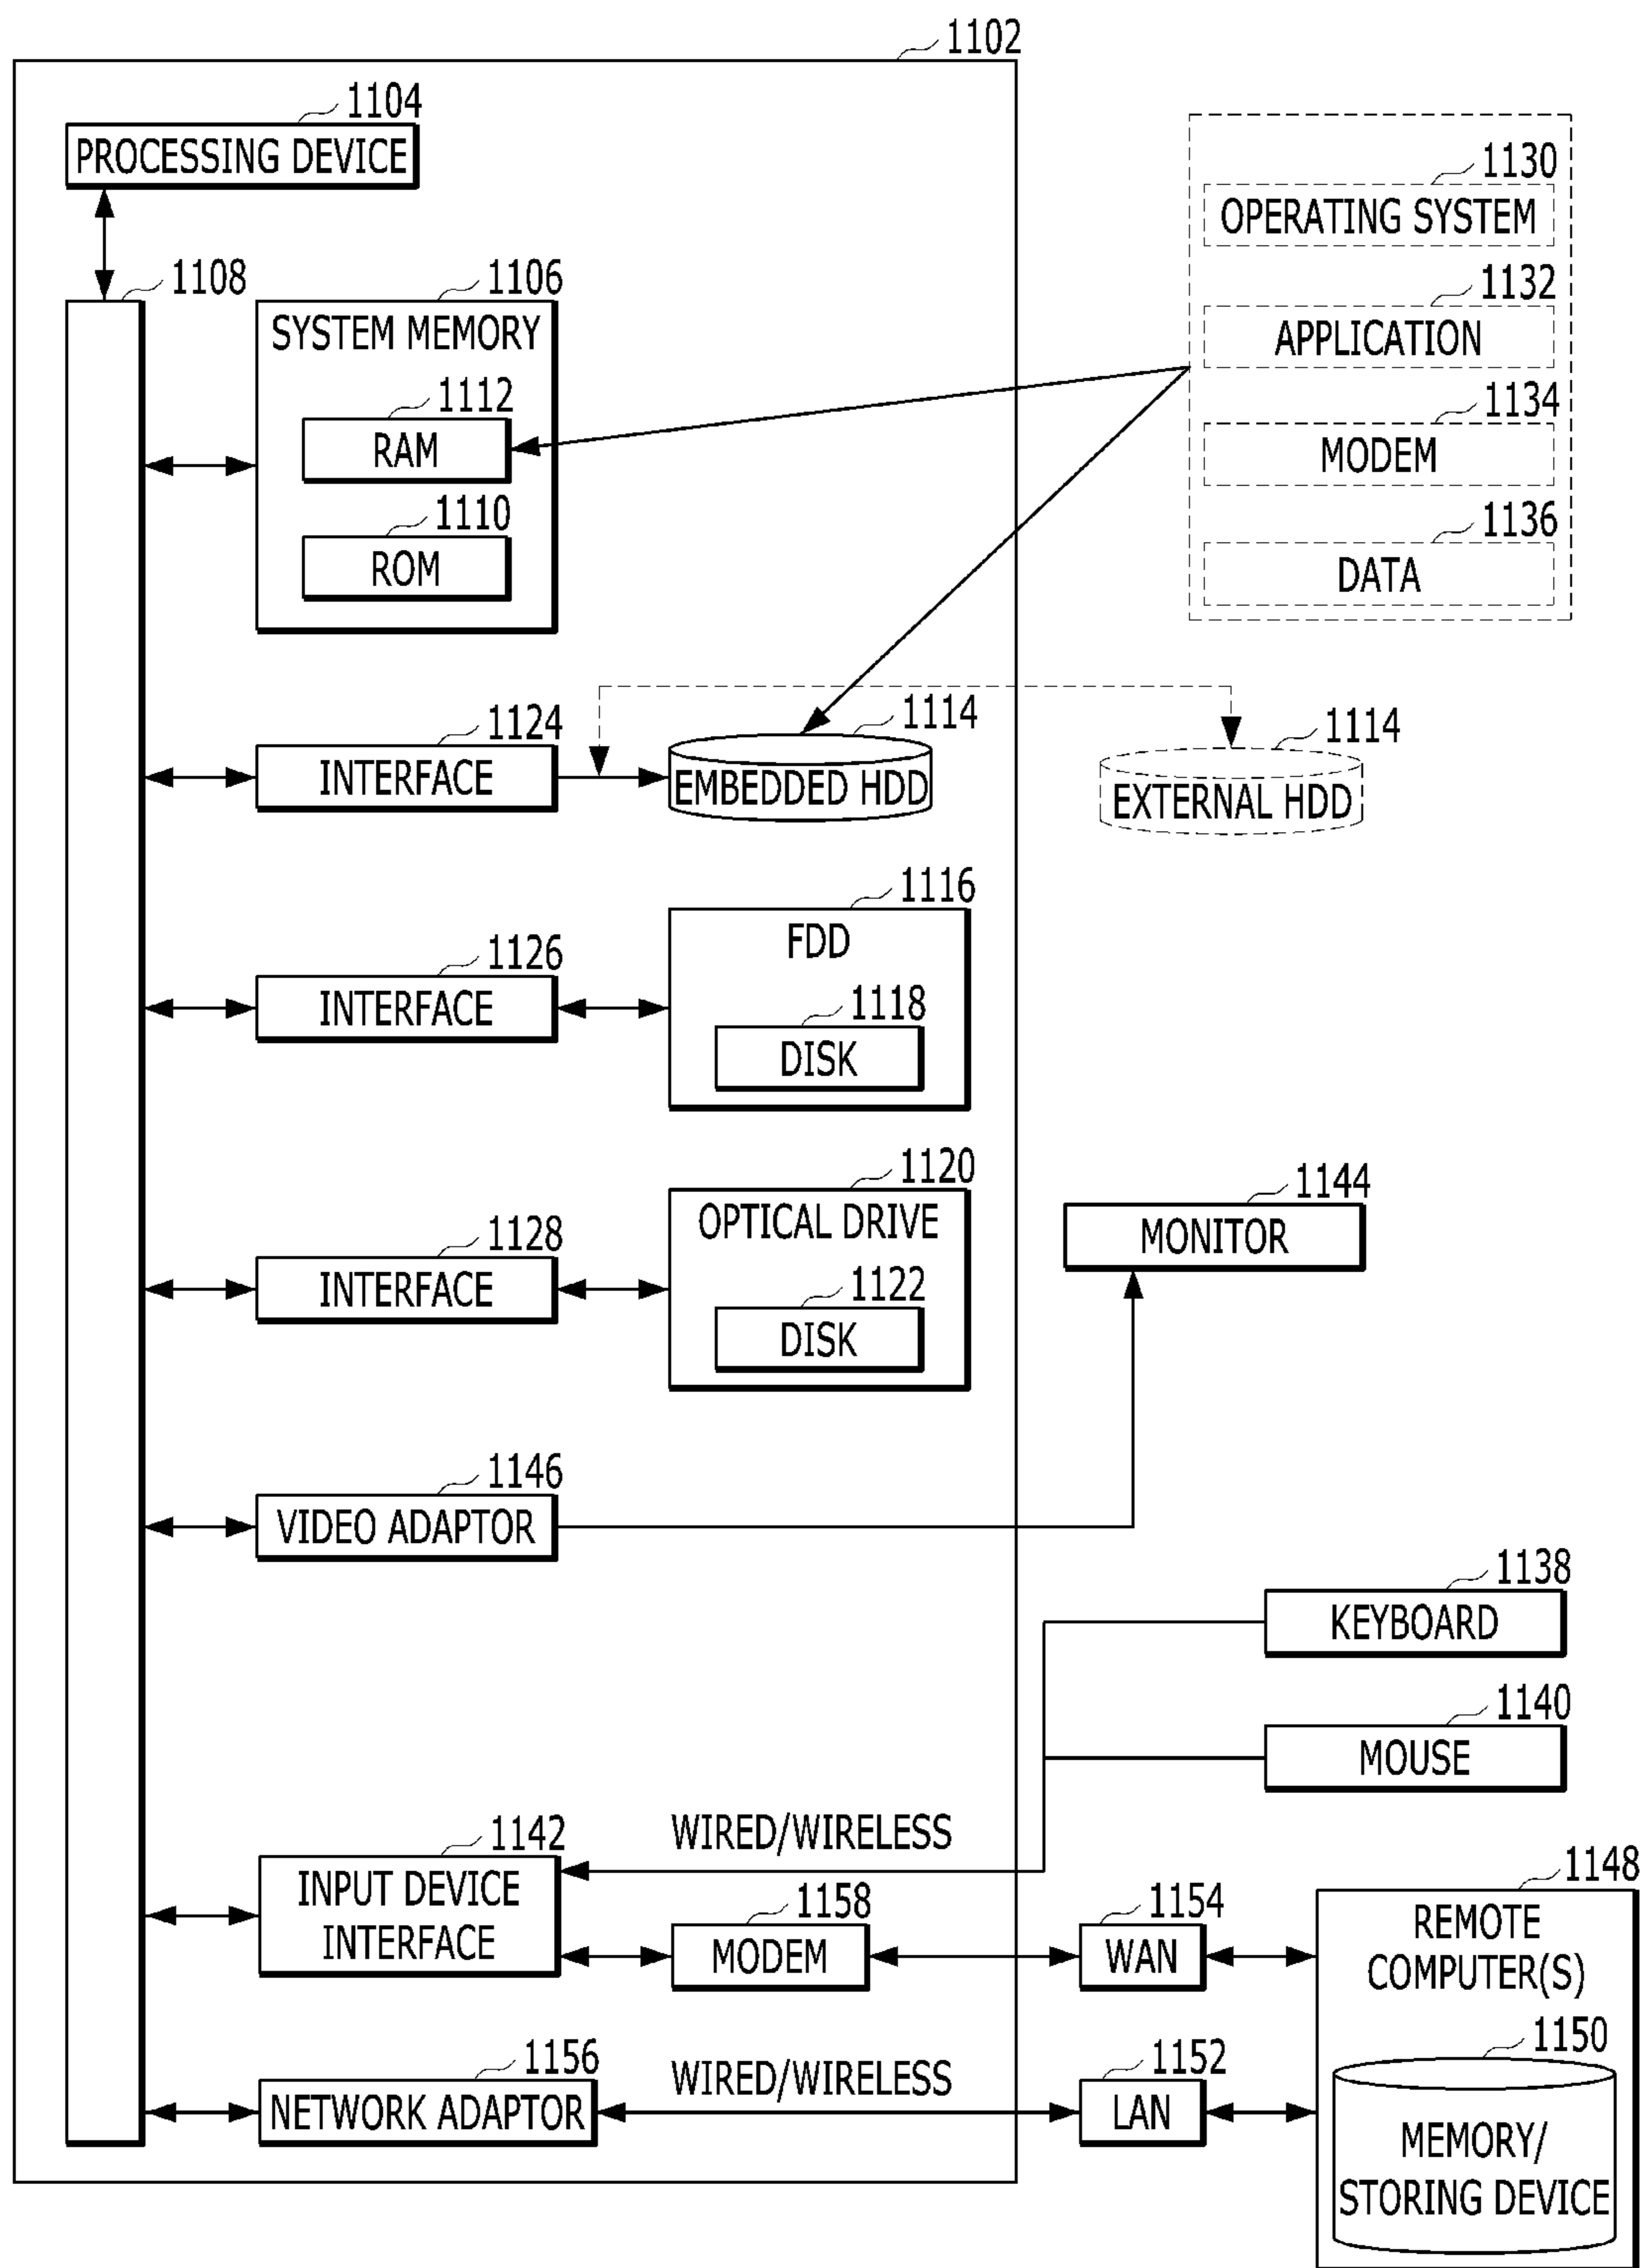 1102
1104
PROCESSING DEVICE
1130
OPERATING SYSTEM
1108
1106
SYSTEM MEMORY
1132
APPLICATION
1112
RAM
1134
MODEM
1110
ROM
1136
DATA
1124
INTERFACE
1114
EMBEDDED HDD
1114
EXTERNAL HDD
1116
FDD
1126
INTERFACE
1118
DISK
1120
OPTICAL DRIVE
1144
MONITOR
1128
INTERFACE
1122
DISK
1146
VIDEO ADAPTOR
1138
KEYBOARD
1140
MOUSE
WIRED/WIRELESS
1142
INPUT DEVICE
INTERFACE
1158
MODEM
1154
WAN
1148
REMOTE
COMPUTER(S)
1156
NETWORK ADAPTOR
WIRED/WIRELESS
1152
LAN
1150
MEMORY/
STORING DEVICE